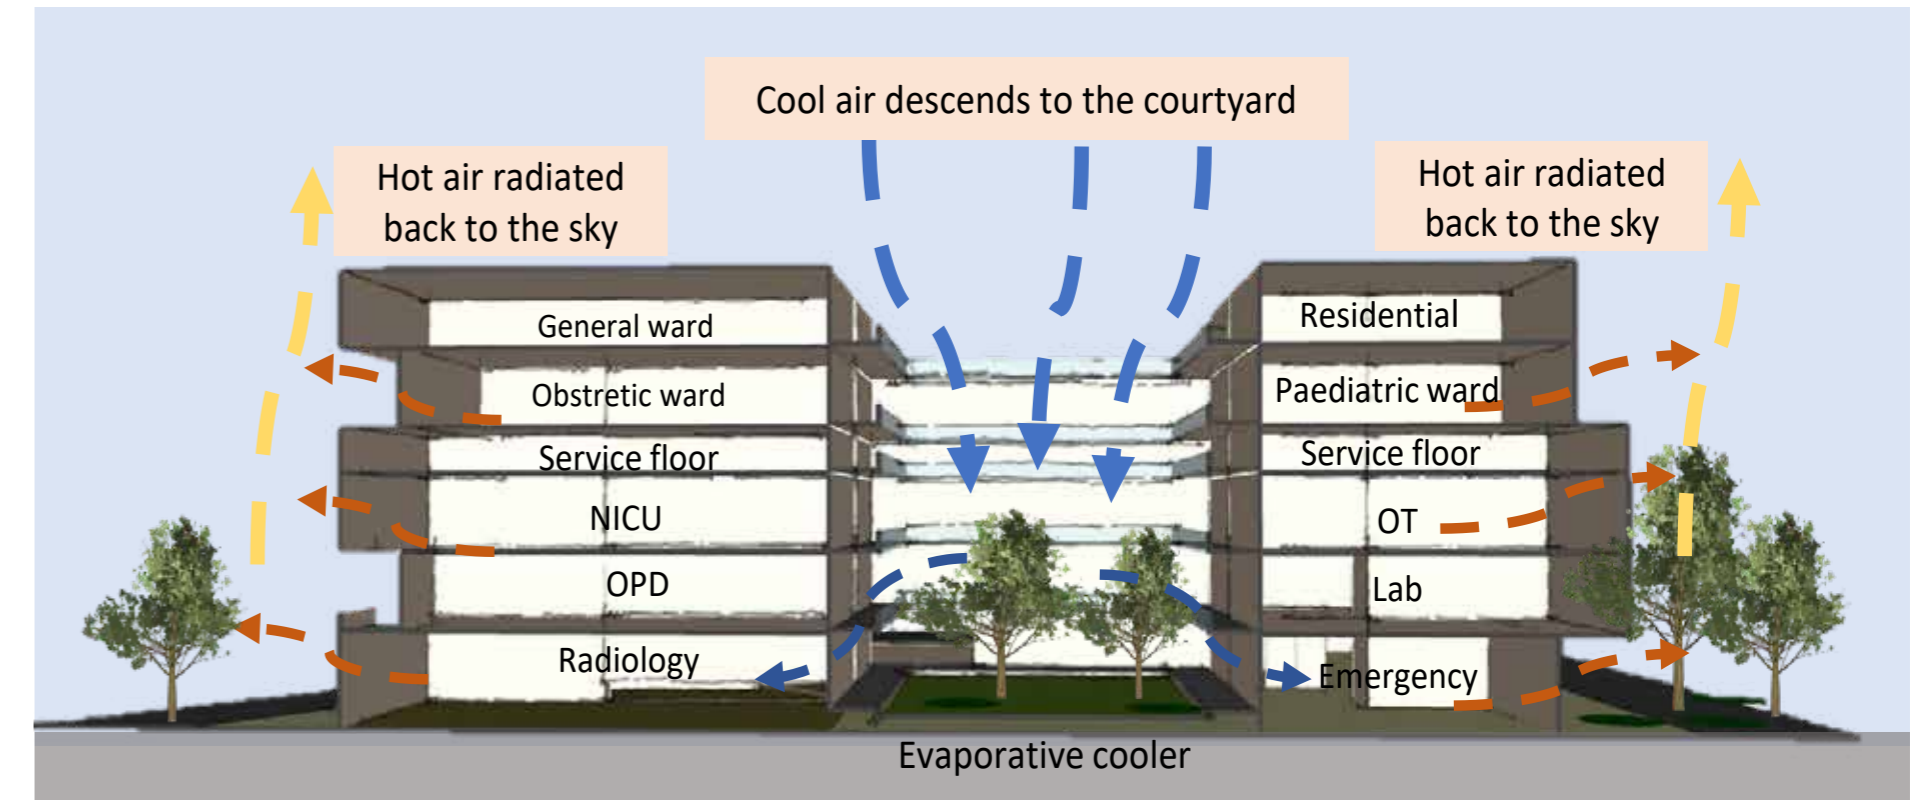 Cool air descends to the courtyard
Hot air radiated
back to the sky
Hot air radiated
back to the sky
General ward
Residential
Obstretic ward
Paediatric ward
Service floor
Service floor
NICU
OT
OPD
Lab
Radiology
Emergency
Evaporative cooler